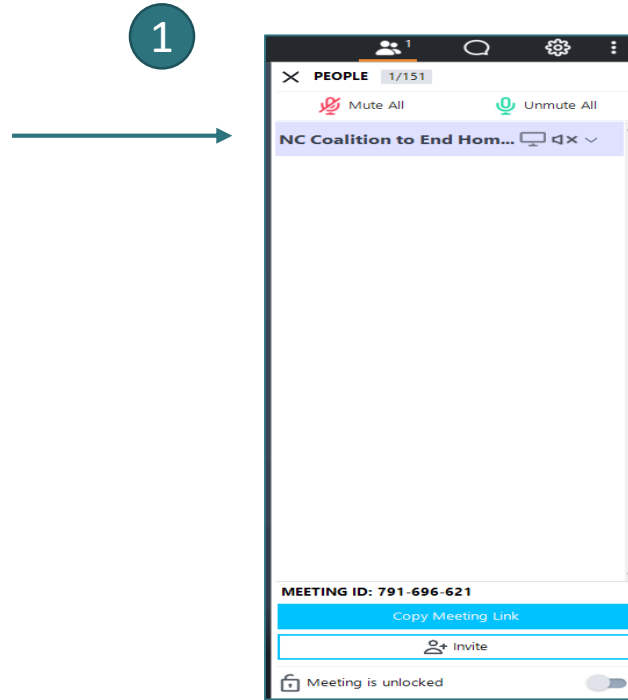 1
1
PEOPLE 1/151
Mute All Unmute All
NC Coalition to End Hom...
MEETING ID: 791-696-621
Copy Meeting Link
Invite
Meeting is unlocked